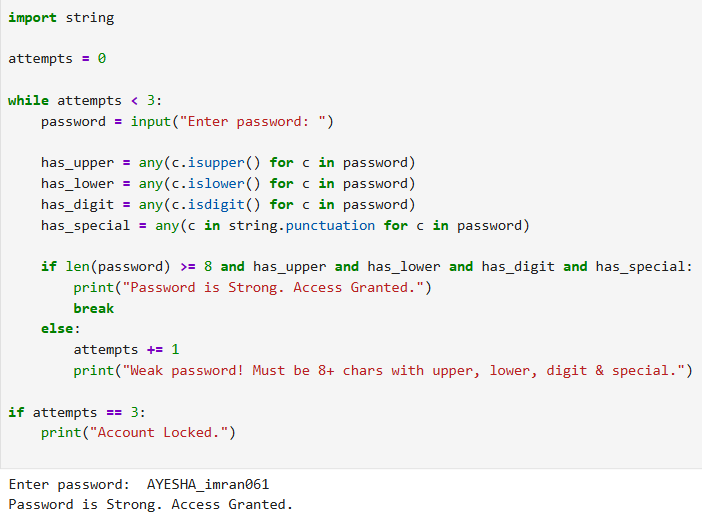 import string

attempts = 0

while attempts < 3:
    password = input("Enter password: ")

    has_upper = any(c.isupper() for c in password)
    has_lower = any(c.islower() for c in password)
    has_digit = any(c.isdigit() for c in password)
    has_special = any(c in string.punctuation for c in password)

    if len(password) >= 8 and has_upper and has_lower and has_digit and has_special:
        print("Password is Strong. Access Granted.")
        break
    else:
        attempts += 1
        print("Weak password! Must be 8+ chars with upper, lower, digit & special.")

if attempts == 3:
    print("Account Locked.")

Enter password:  AYESHA_imran061
Password is Strong. Access Granted.